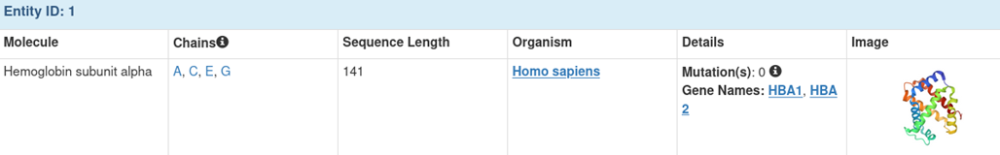 Entity ID: 1
Molecule Chains Sequence Length Organism Details Image
Hemoglobin subunit alpha A, C, E, G 141 Homo sapiens Mutation(s): 0
Gene Names: HBA1, HBA
2